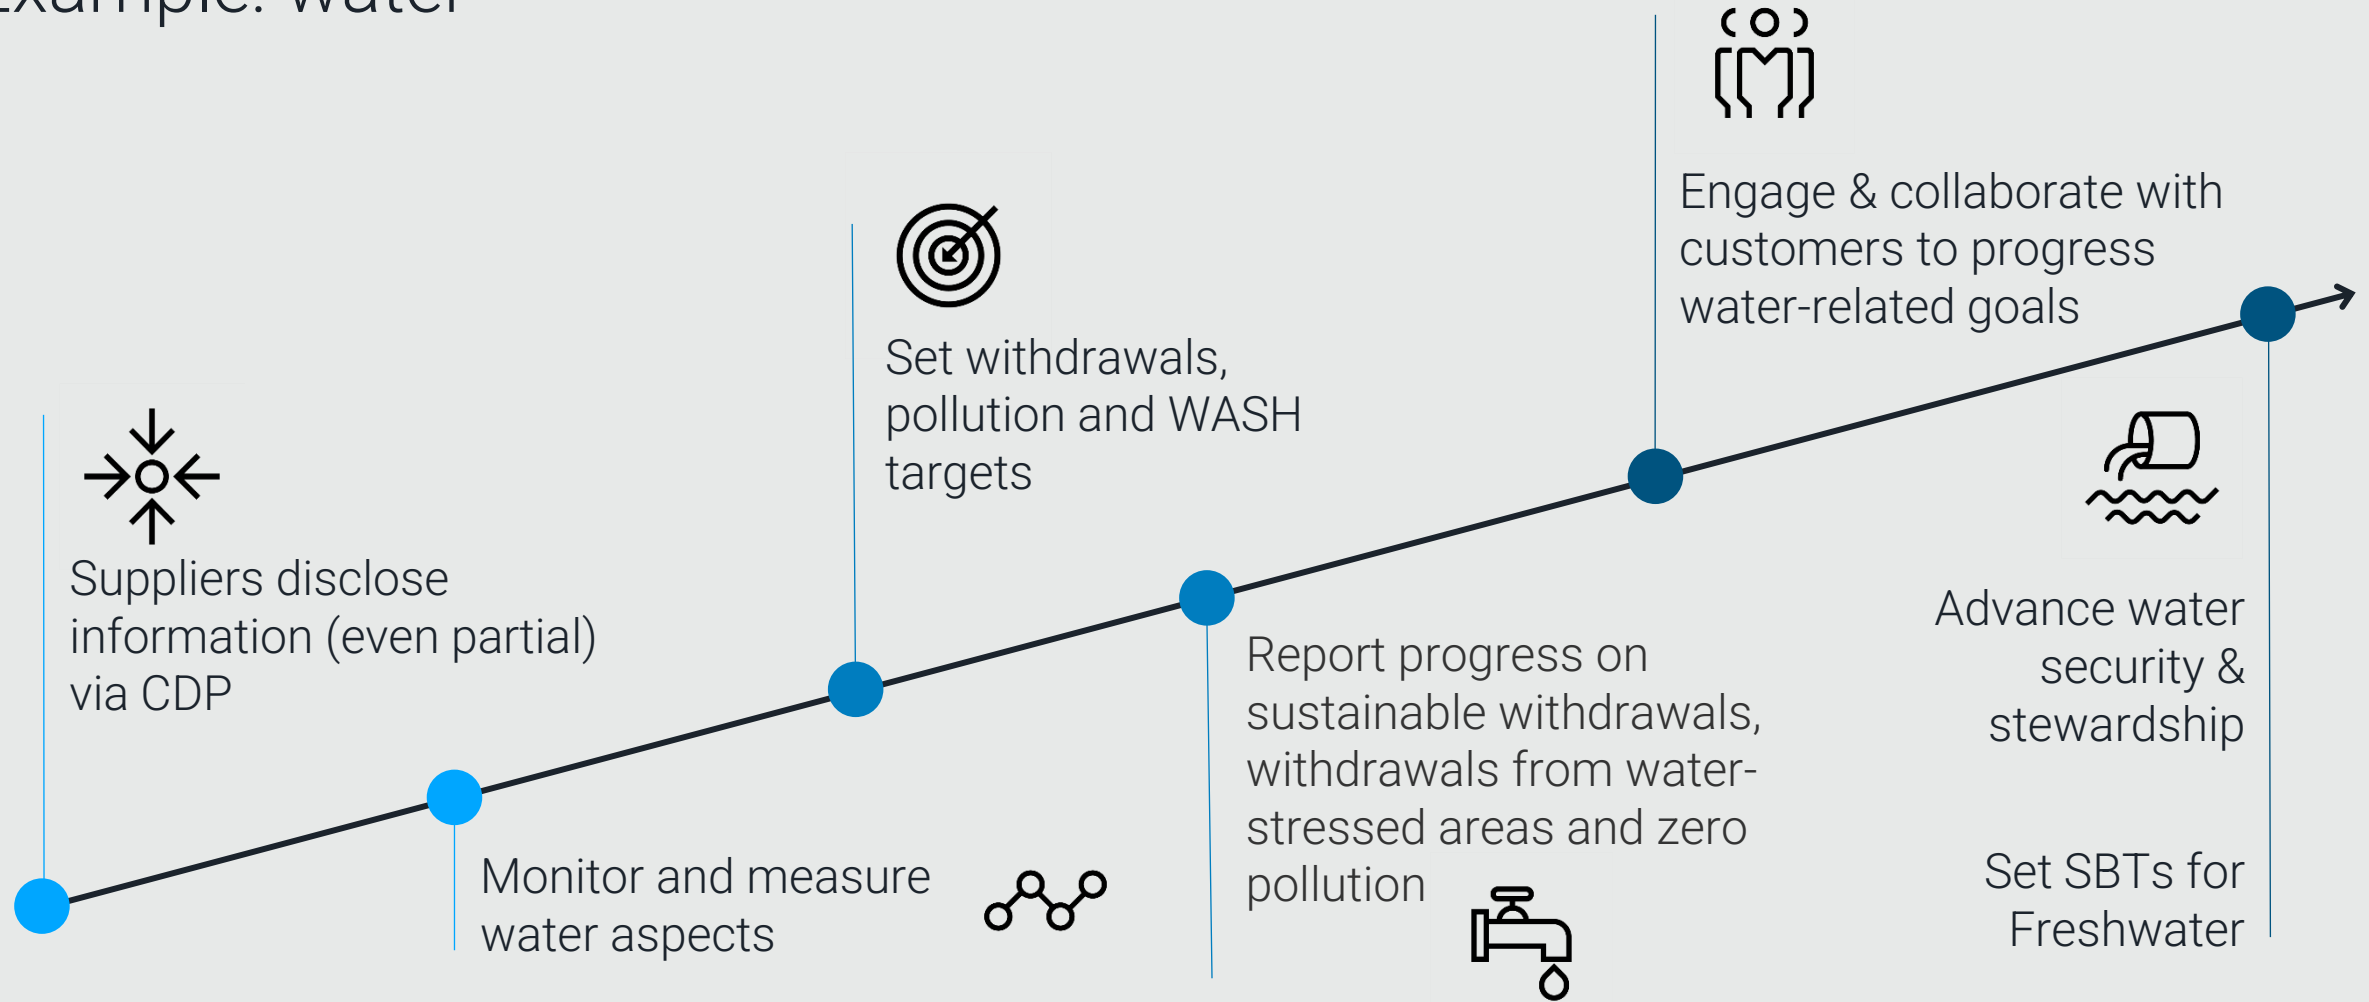 Example: water
Suppliers disclose
information (even partial)
via CDP
Monitor and measure
water aspects
Set withdrawals,
pollution and WASH
targets
Report progress on
sustainable withdrawals,
withdrawals from water-
stressed areas and zero
pollution
Engage & collaborate with
customers to progress
water-related goals
Advance water
security &
stewardship
Set SBTs for
Freshwater